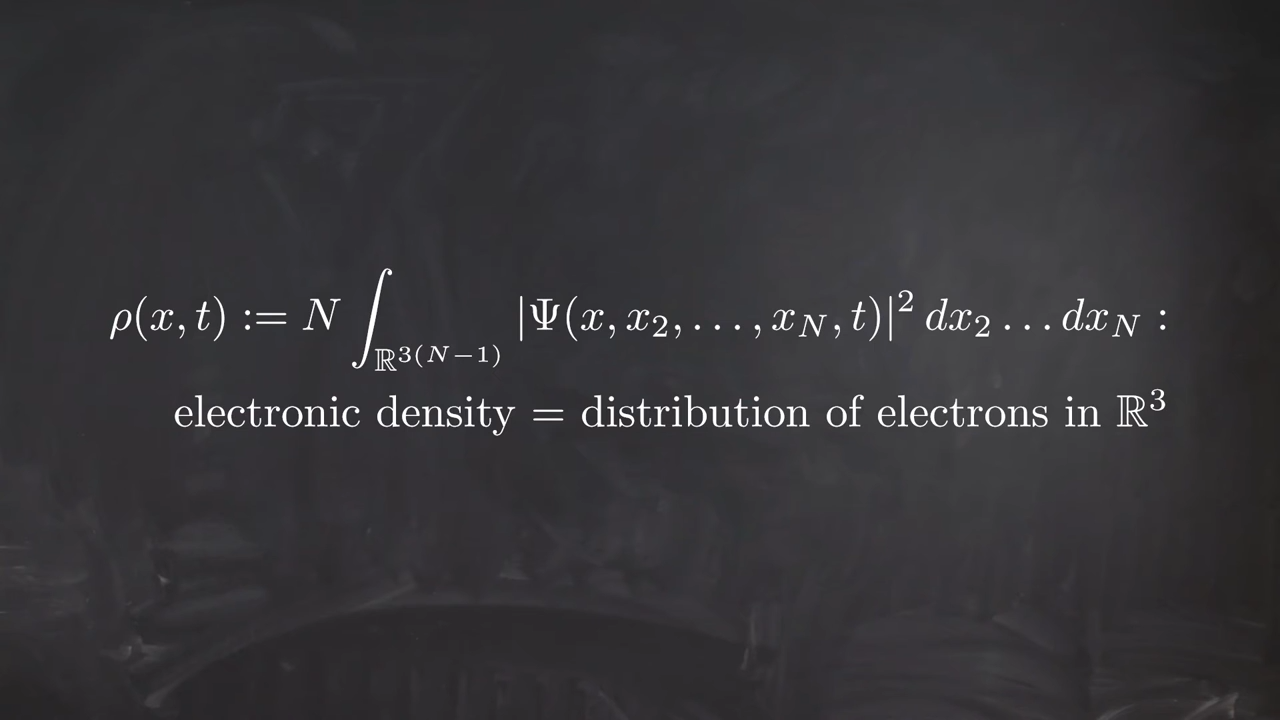 ρ(x, t) := N ∫_{ℝ^{3(N−1)}} |Ψ(x, x_2, . . . , x_N, t)|^2 dx_2 . . . dx_N :
electronic density = distribution of electrons in ℝ^3